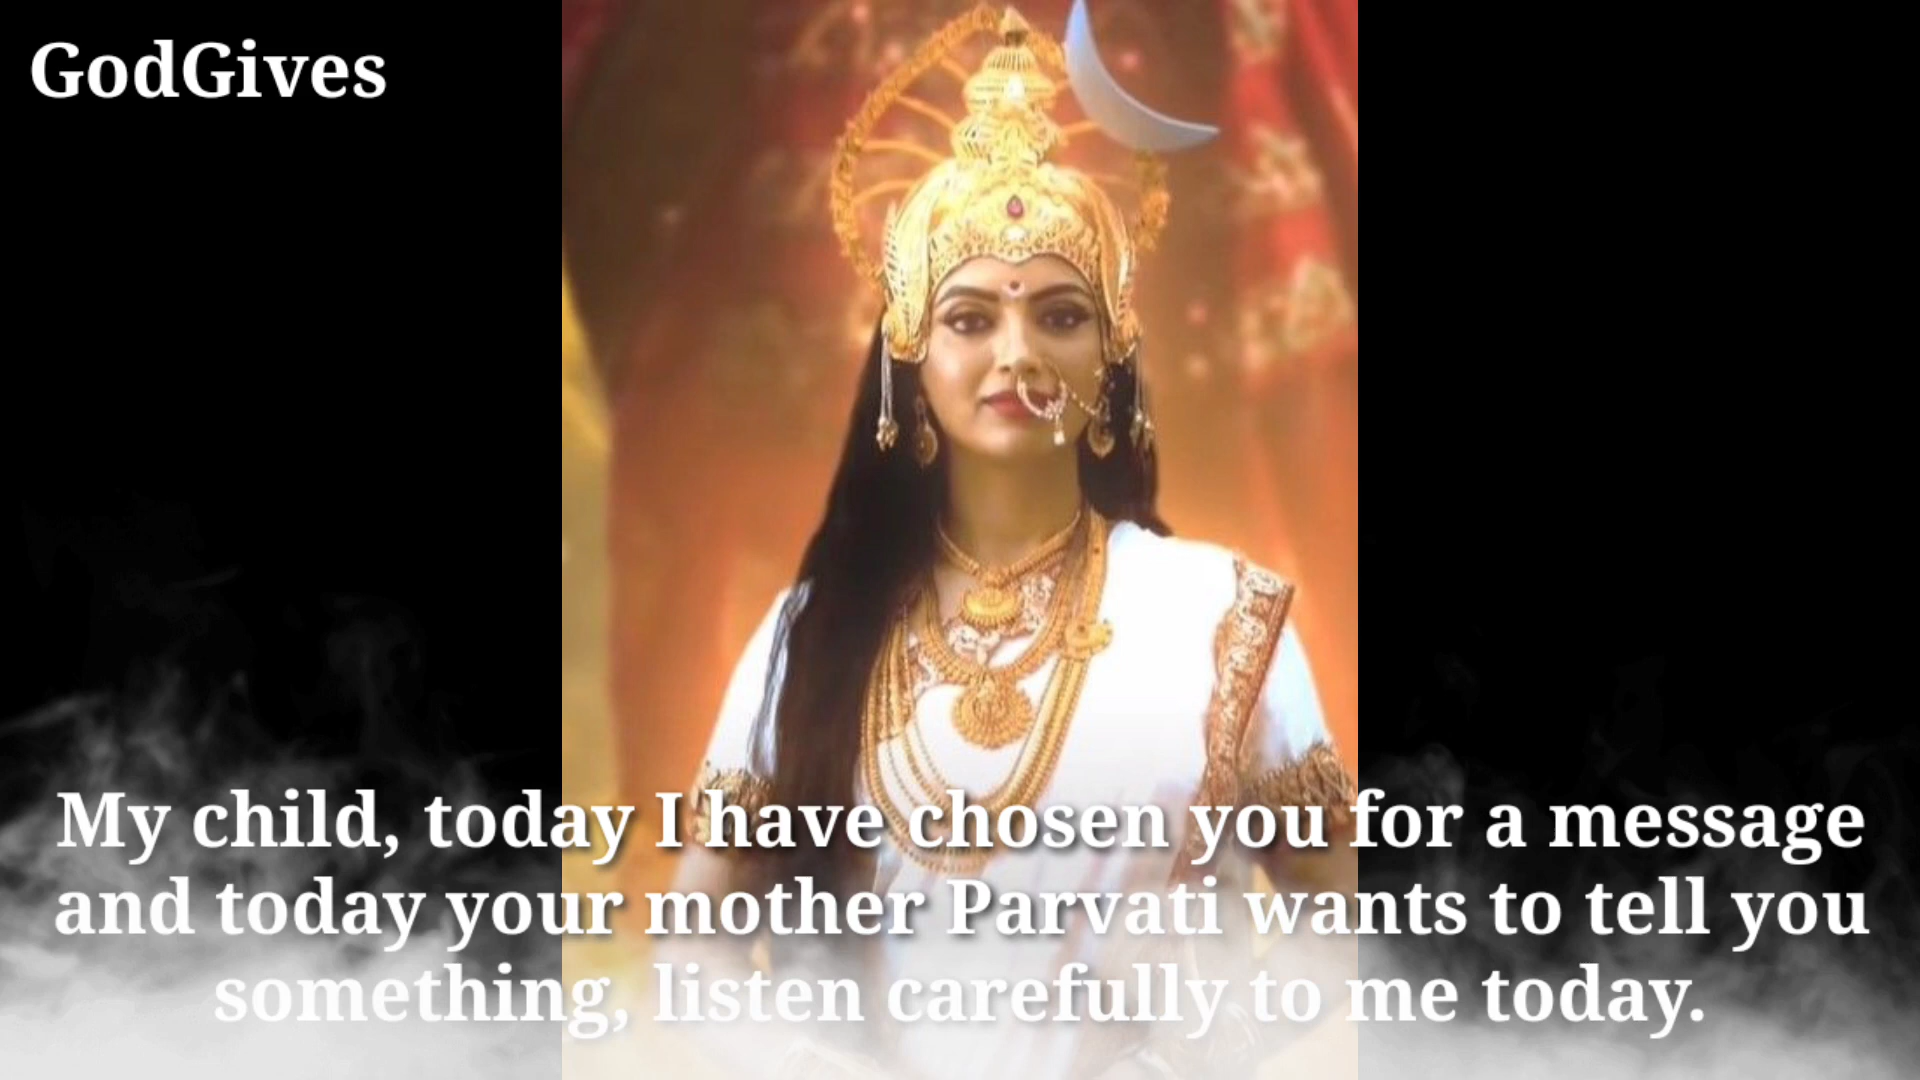 GodGives
My child, today I have chosen you for a message
and today your mother Parvati wants to tell you
something, listen carefully to me today.